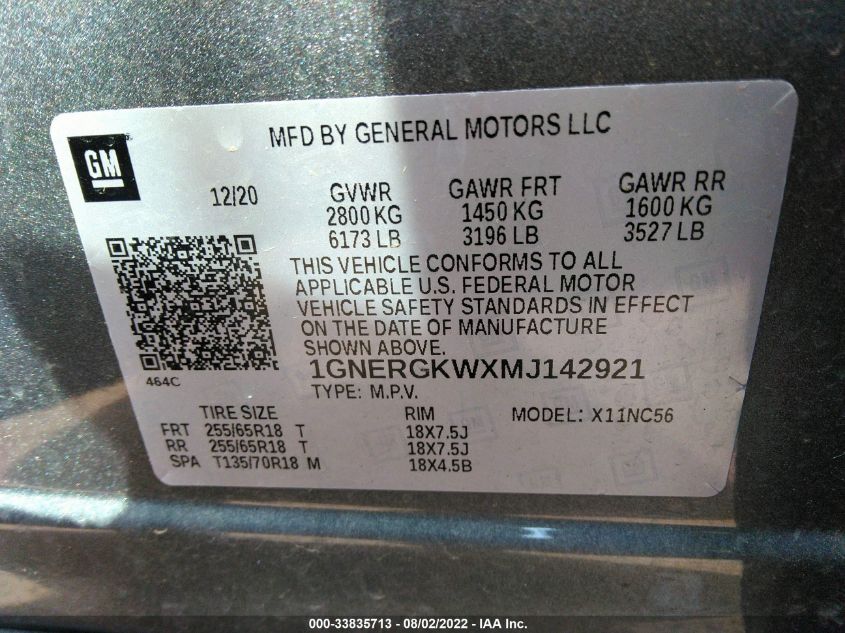 MFD BY GENERAL MOTORS LLC
GM
12/20 GVWR GAWR FRT GAWR RR
2800 KG 1450 KG 1600 KG
6173 LB 3196 LB 3527 LB
THIS VEHICLE CONFORMS TO ALL
APPLICABLE U.S. FEDERAL MOTOR
VEHICLE SAFETY STANDARDS IN EFFECT
ON THE DATE OF MANUFACTURE
SHOWN ABOVE.
464C
1GNERGKWXMJ142921
TYPE: M.P.V.
TIRE SIZE RIM MODEL: X11NC56
FRT 255/65R18 T 18X7.5J
RR 255/65R18 T 18X7.5J
SPA T135/70R18 M 18X4.5B
000-33835713 - 08/02/2022 - IAA Inc.